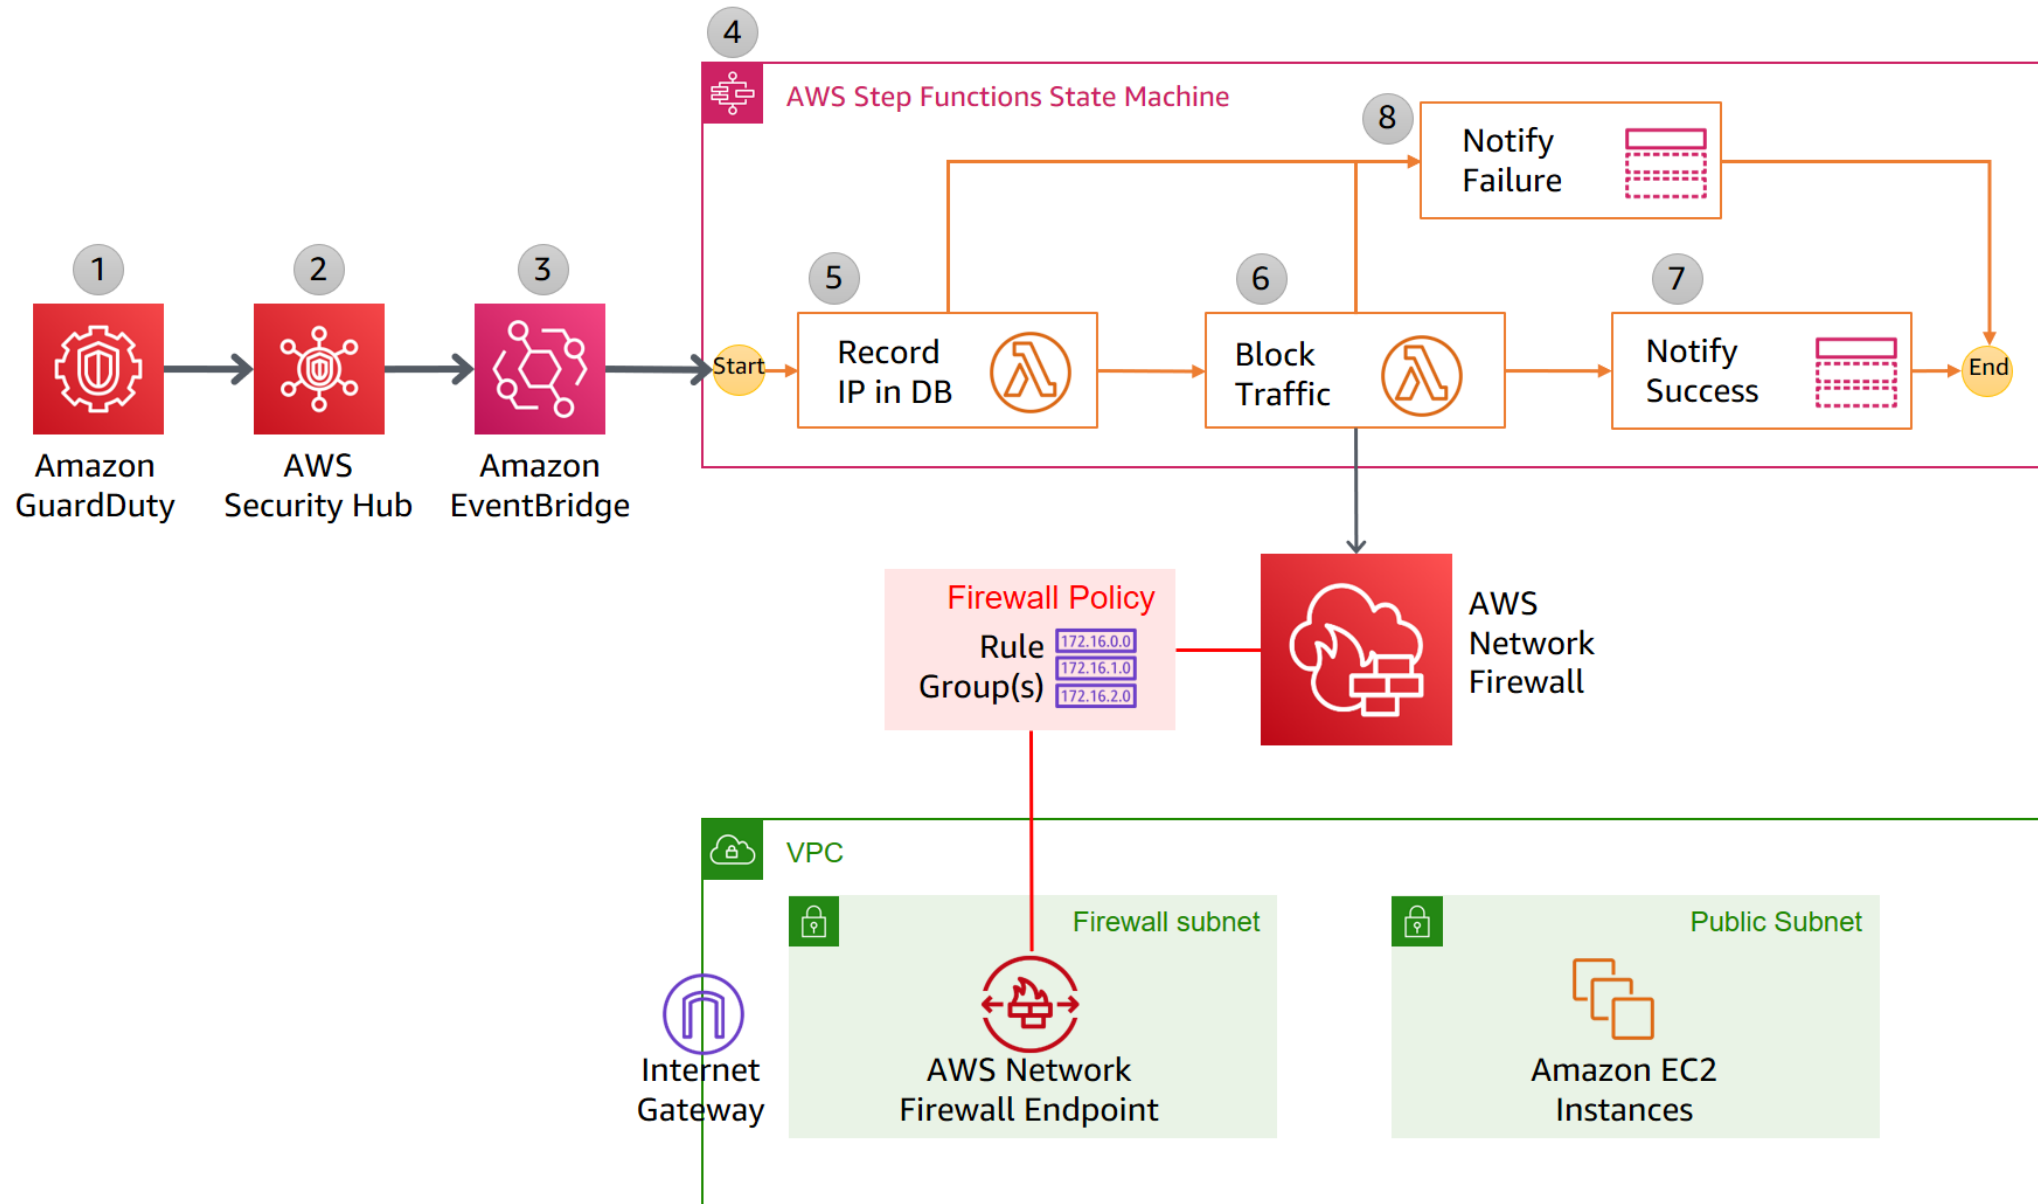 4
AWS Step Functions State Machine
8
Notify
Failure
1
2
3
5
6
7
Start
Record
IP in DB
Block
Traffic
Notify
Success
End
Amazon
GuardDuty
AWS
Security Hub
Amazon
EventBridge
Firewall Policy
Rule
Group(s)
172.16.0.0
172.16.1.0
172.16.2.0
AWS
Network
Firewall
VPC
Firewall subnet
Public Subnet
Internet
Gateway
AWS Network
Firewall Endpoint
Amazon EC2
Instances